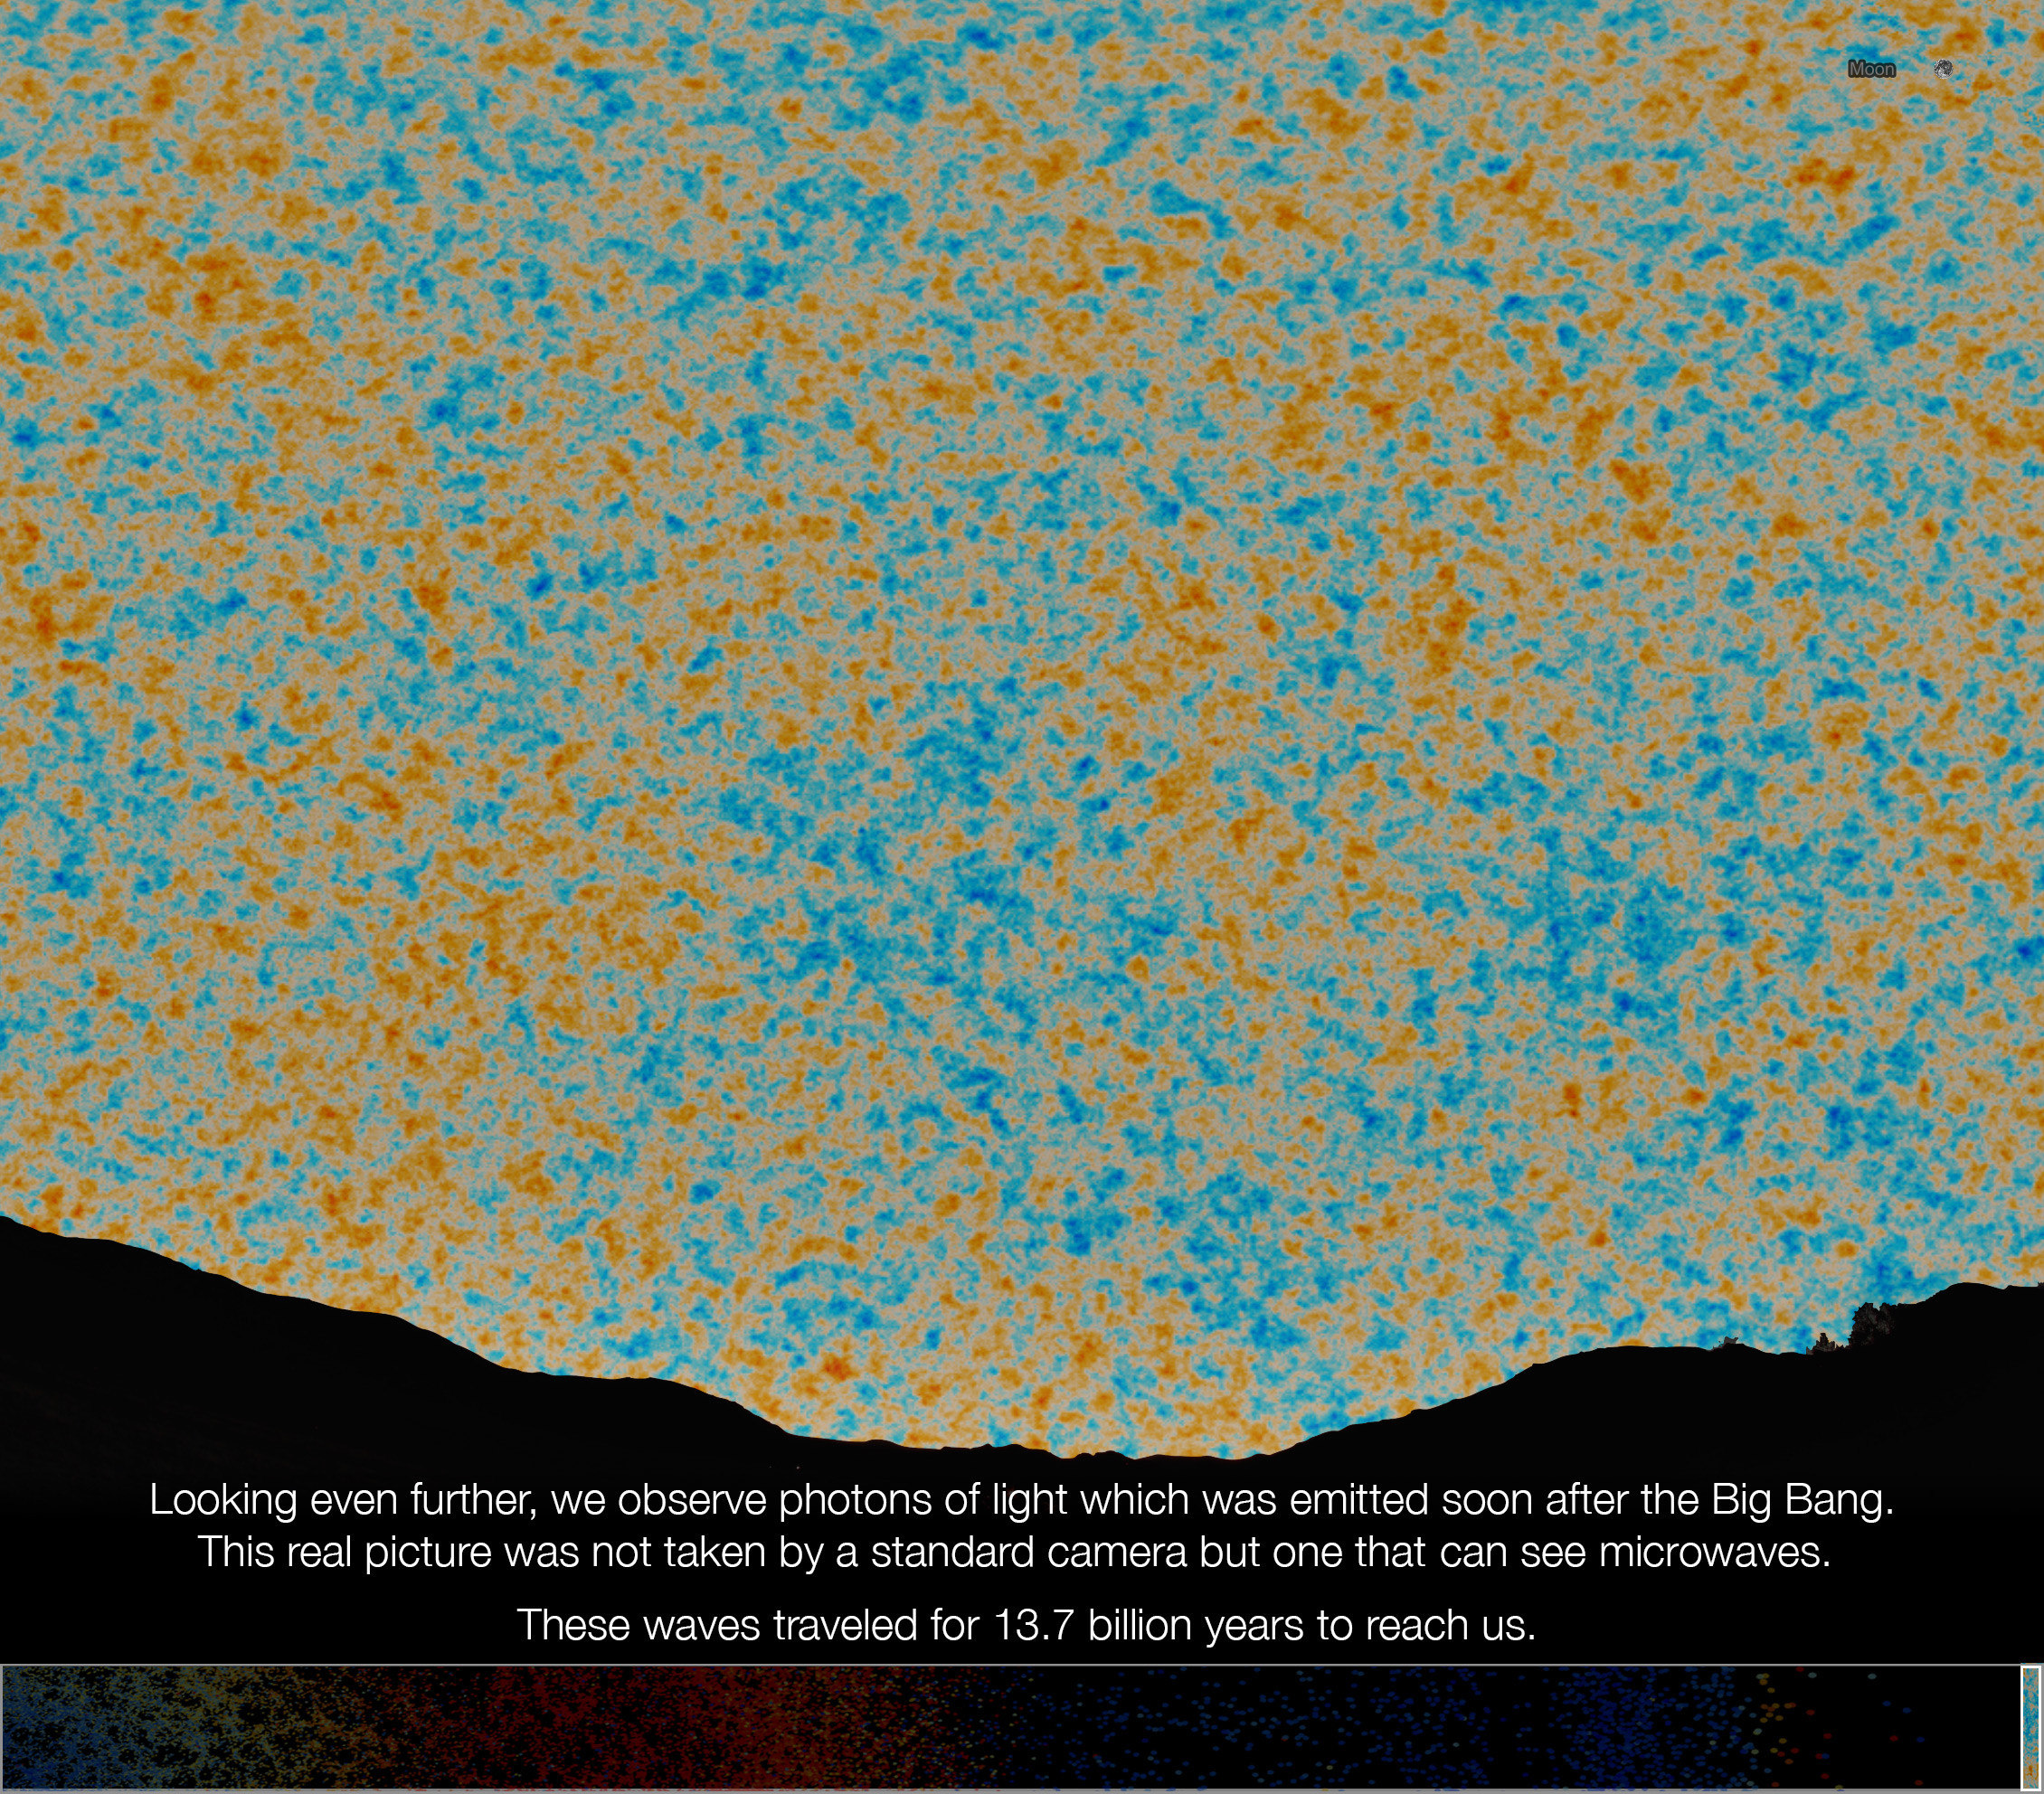 Moon
Looking even further, we observe photons of light which was emitted soon after the Big Bang.
This real picture was not taken by a standard camera but one that can see microwaves.
These waves traveled for 13.7 billion years to reach us.